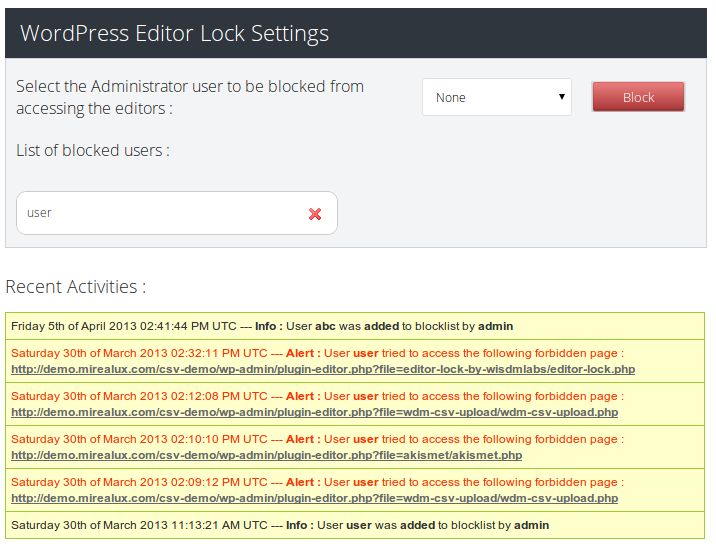 WordPress Editor Lock Settings
Select the Administrator user to be blocked from
accessing the editors :
None
Block
List of blocked users :
user
Recent Activities :
Friday 5th of April 2013 02:41:44 PM UTC --- Info : User abc was added to blocklist by admin
Saturday 30th of March 2013 02:32:11 PM UTC --- Alert : User user tried to access the following forbidden page :
http://demo.mirealux.com/csv-demo/wp-admin/plugin-editor.php?file=editor-lock-by-wisdmlabs/editor-lock.php
Saturday 30th of March 2013 02:12:08 PM UTC --- Alert : User user tried to access the following forbidden page :
http://demo.mirealux.com/csv-demo/wp-admin/plugin-editor.php?file=wdm-csv-upload/wdm-csv-upload.php
Saturday 30th of March 2013 02:10:10 PM UTC --- Alert : User user tried to access the following forbidden page :
http://demo.mirealux.com/csv-demo/wp-admin/plugin-editor.php?file=akismet/akismet.php
Saturday 30th of March 2013 02:09:12 PM UTC --- Alert : User user tried to access the following forbidden page :
http://demo.mirealux.com/csv-demo/wp-admin/plugin-editor.php?file=wdm-csv-upload/wdm-csv-upload.php
Saturday 30th of March 2013 11:13:21 AM UTC --- Info : User user was added to blocklist by admin